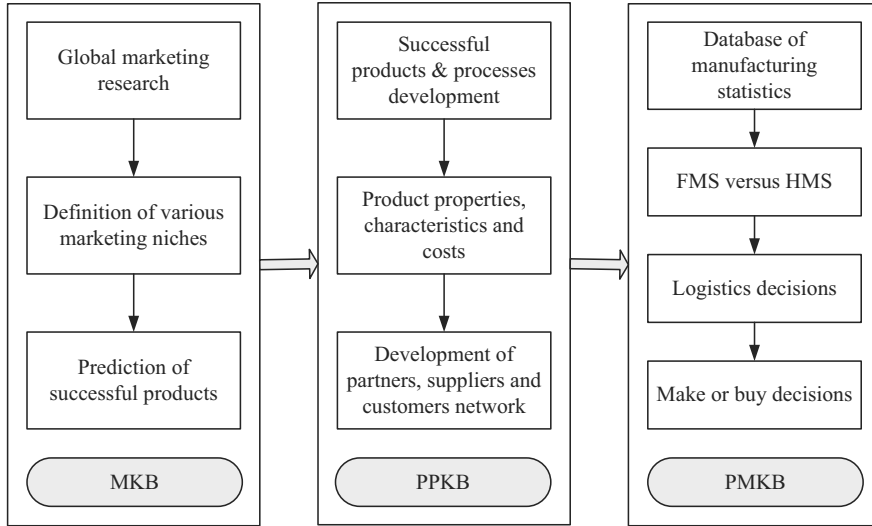 Global marketing
research
Definition of various
marketing niches
Prediction of
successful products
MKB
Successful
products & processes
development
Product properties,
characteristics and
costs
Development of
partners, suppliers and
customers network
PPKB
Database of
manufacturing
statistics
FMS versus HMS
Logistics decisions
Make or buy decisions
PMKB